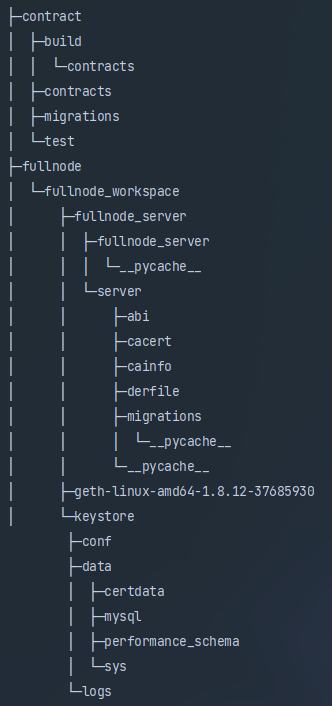 ├─contract
│  ├─build
│  │  └─contracts
│  ├─contracts
│  ├─migrations
│  └─test
├─fullnode
│  └─fullnode_workspace
│      ├─fullnode_server
│      │  ├─fullnode_server
│      │  │  └─__pycache__
│      │  └─server
│      │      ├─abi
│      │      ├─cacert
│      │      ├─cainfo
│      │      ├─derfile
│      │      ├─migrations
│      │      │  └─__pycache__
│      │      └─__pycache__
│      ├─geth-linux-amd64-1.8.12-37685930
│      └─keystore
       ├─conf
       ├─data
       │  ├─certdata
       │  ├─mysql
       │  ├─performance_schema
       │  └─sys
       └─logs